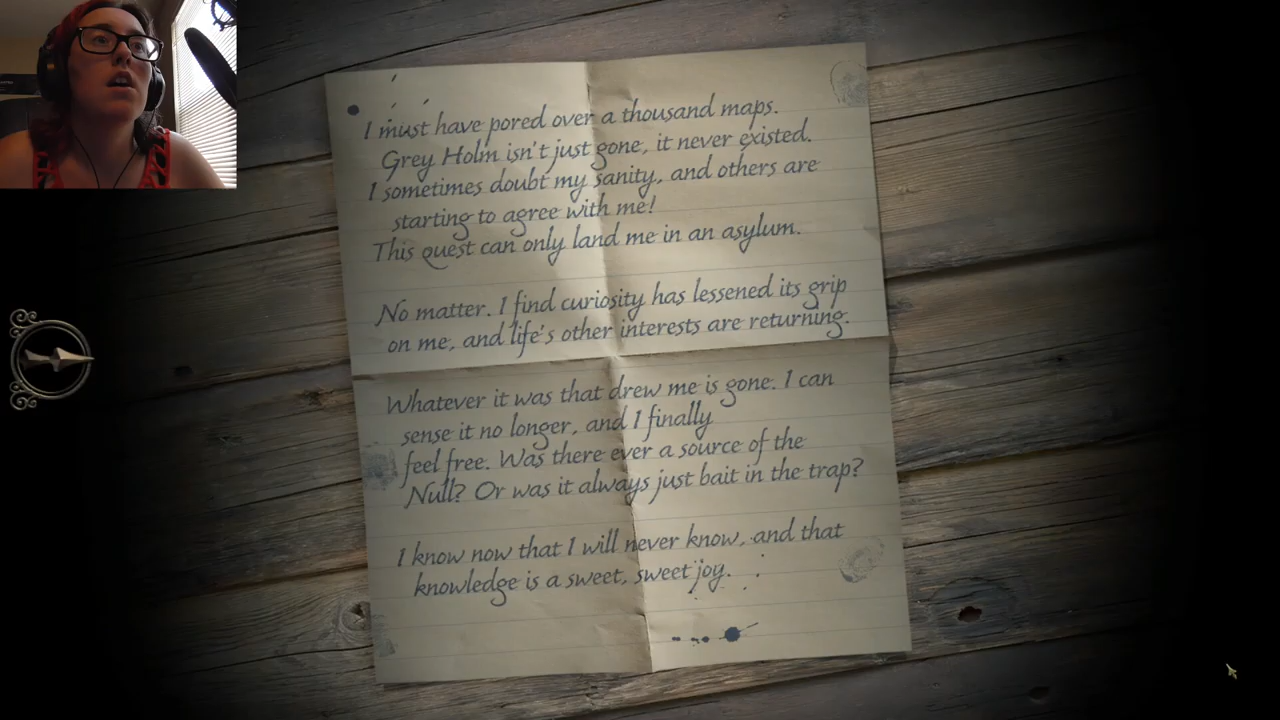 I must have pored over a thousand maps.
Grey Holm isn't just gone, it never existed.
I sometimes doubt my sanity, and others are
starting to agree with me!
This quest can only land me in an asylum.
No matter. I find curiosity has lessened its grip
on me, and life's other interests are returning.
Whatever it was that drew me is gone. I can
sense it no longer, and I finally
feel free. Was there ever a source of the
Null? Or was it always just bait in the trap?
I know now that I will never know, and that
knowledge is a sweet, sweet joy.